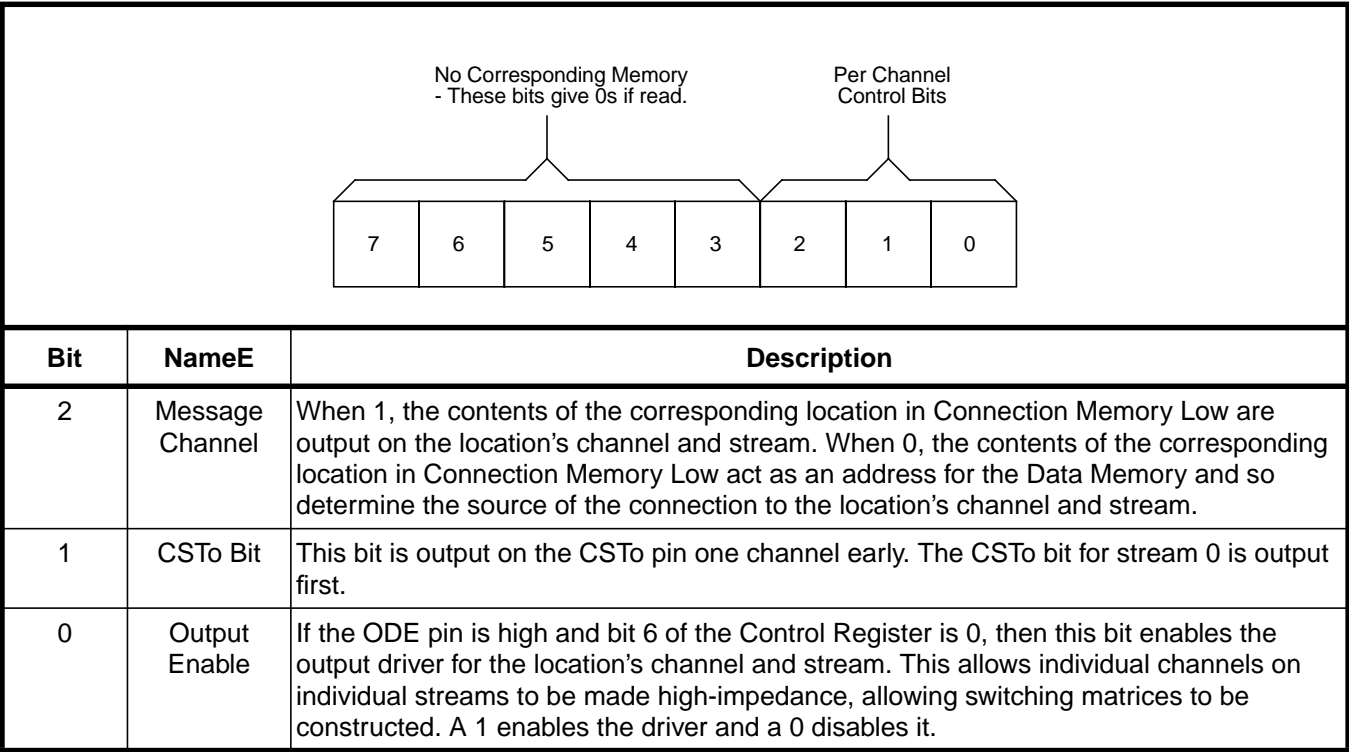 No Corresponding Memory
- These bits give 0s if read.
Per Channel
Control Bits
7 6 5 4 3 2 1 0
Bit NameE Description
2 Message Channel When 1, the contents of the corresponding location in Connection Memory Low are
output on the location's channel and stream. When 0, the contents of the corresponding
location in Connection Memory Low act as an address for the Data Memory and so
determine the source of the connection to the location's channel and stream.
1 CSTo Bit This bit is output on the CSTo pin one channel early. The CSTo bit for stream 0 is output
first.
0 Output Enable If the ODE pin is high and bit 6 of the Control Register is 0, then this bit enables the
output driver for the location's channel and stream. This allows individual channels on
individual streams to be made high-impedance, allowing switching matrices to be
constructed. A 1 enables the driver and a 0 disables it.